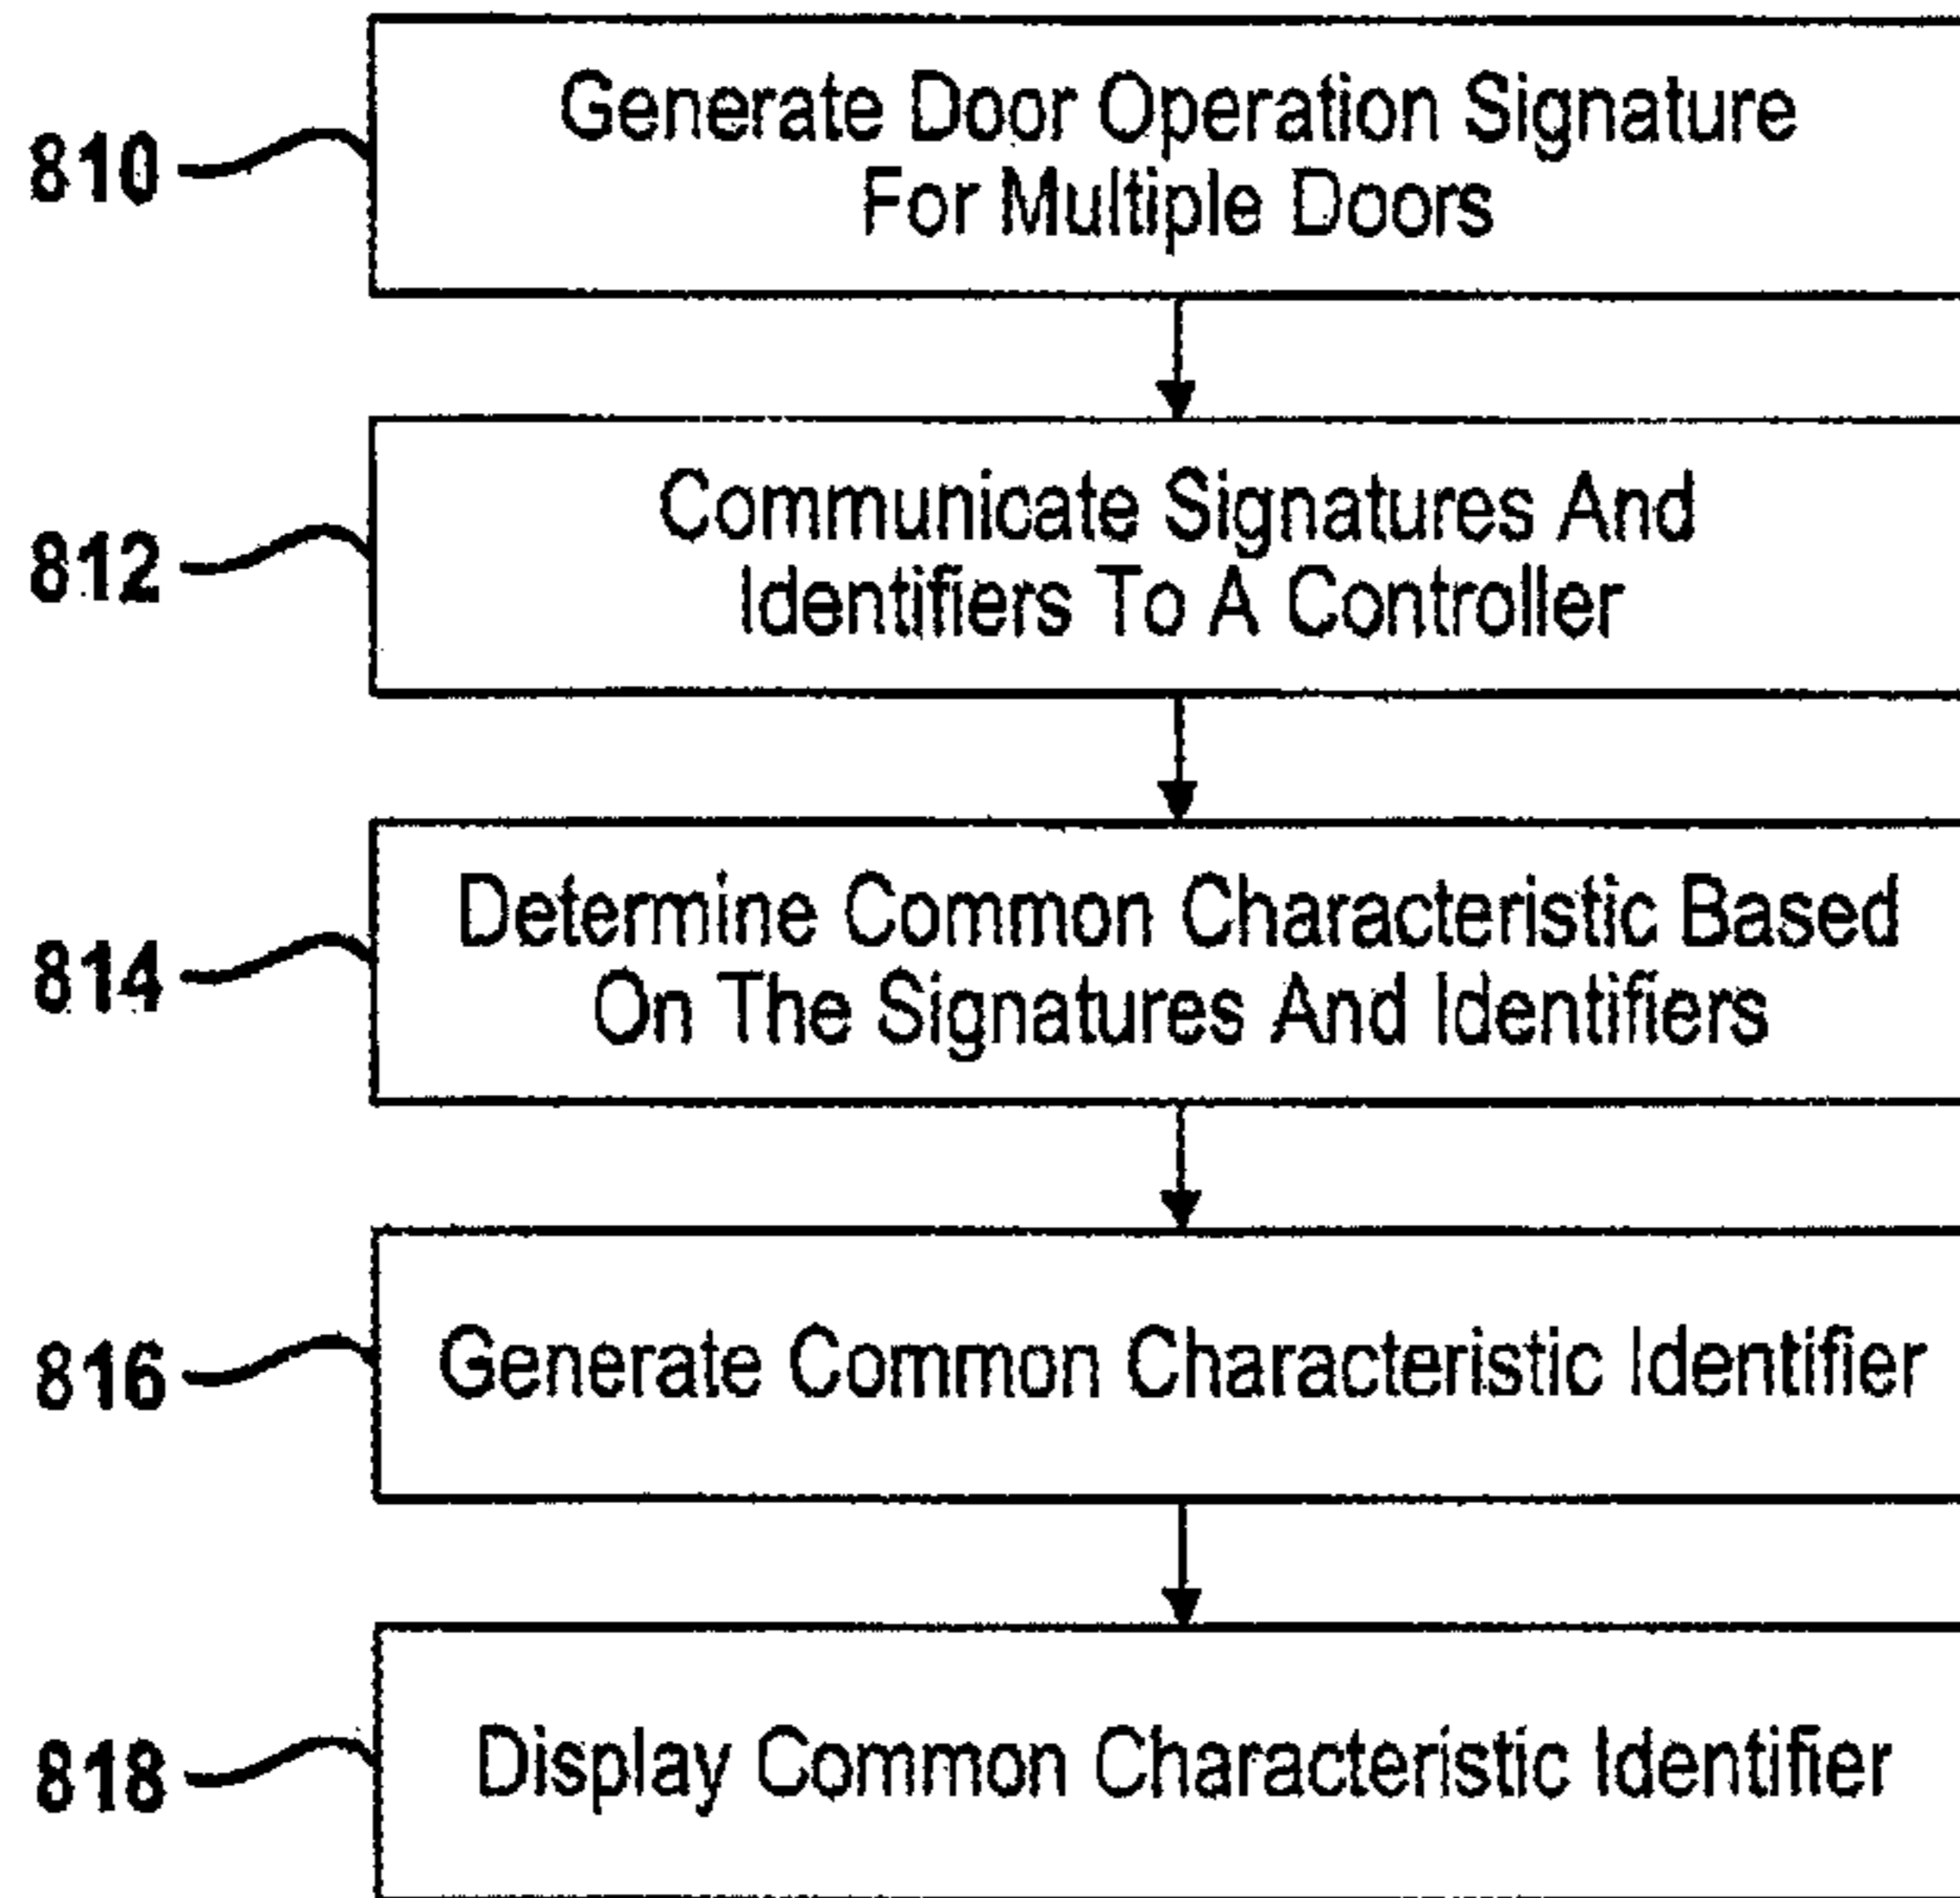 810
Generate Door Operation Signature
For Multiple Doors
812
Communicate Signatures And
Identifiers To A Controller
814
Determine Common Characteristic Based
On The Signatures And Identifiers
816
Generate Common Characteristic Identifier
818
Display Common Characteristic Identifier